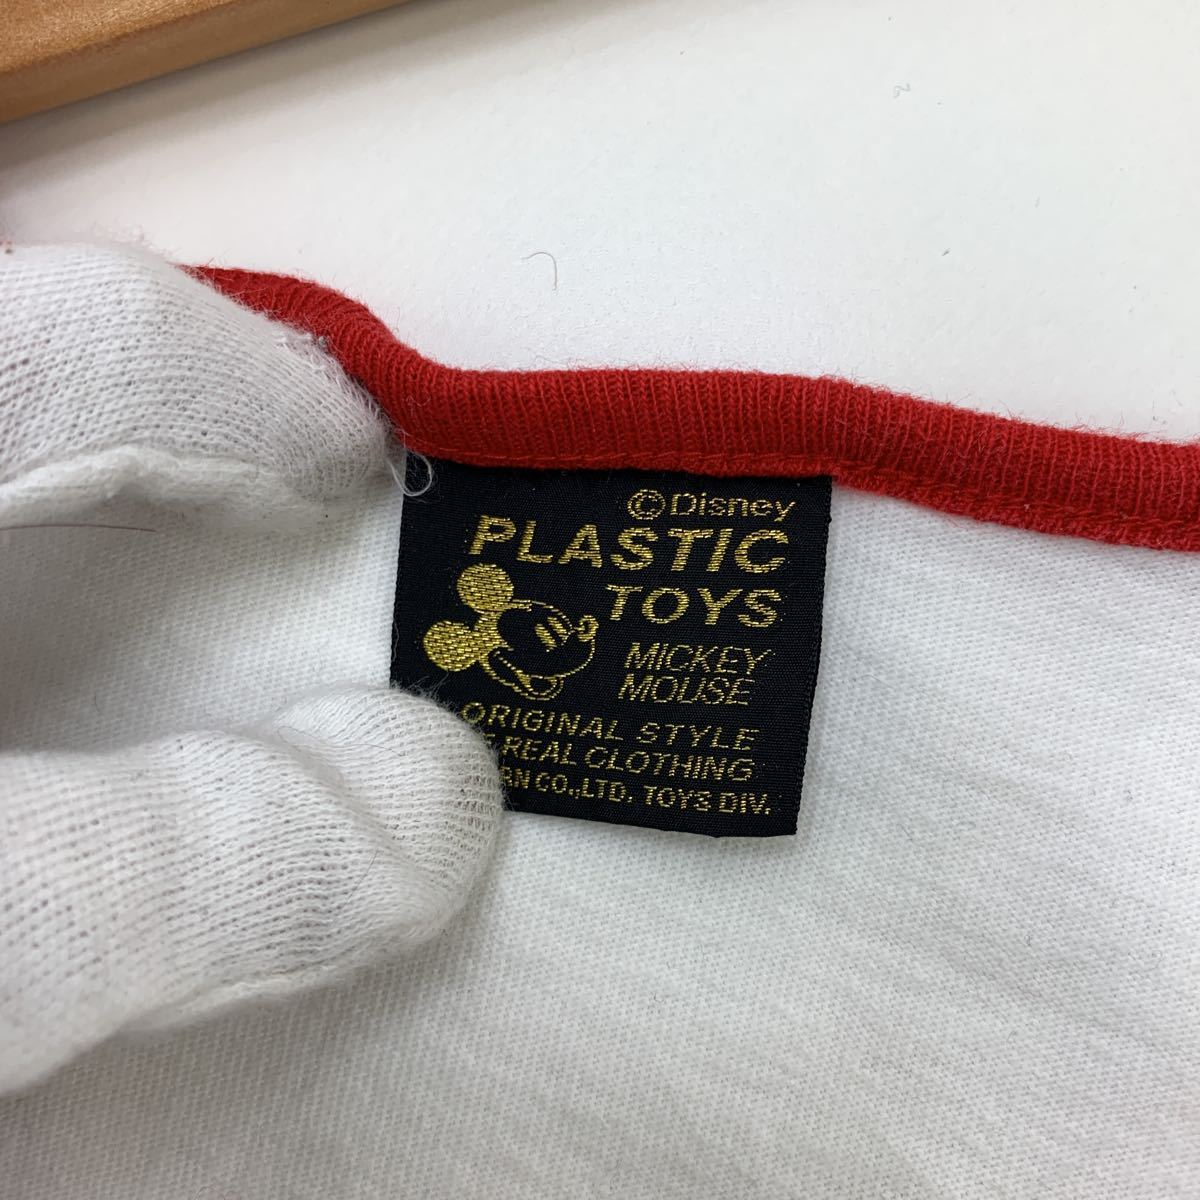 ©Disney
PLASTIC
TOYS
MICKEY
MOUSE
ORIGINAL STYLE
REAL CLOTHING
CO.,LTD. TOYS DIV.